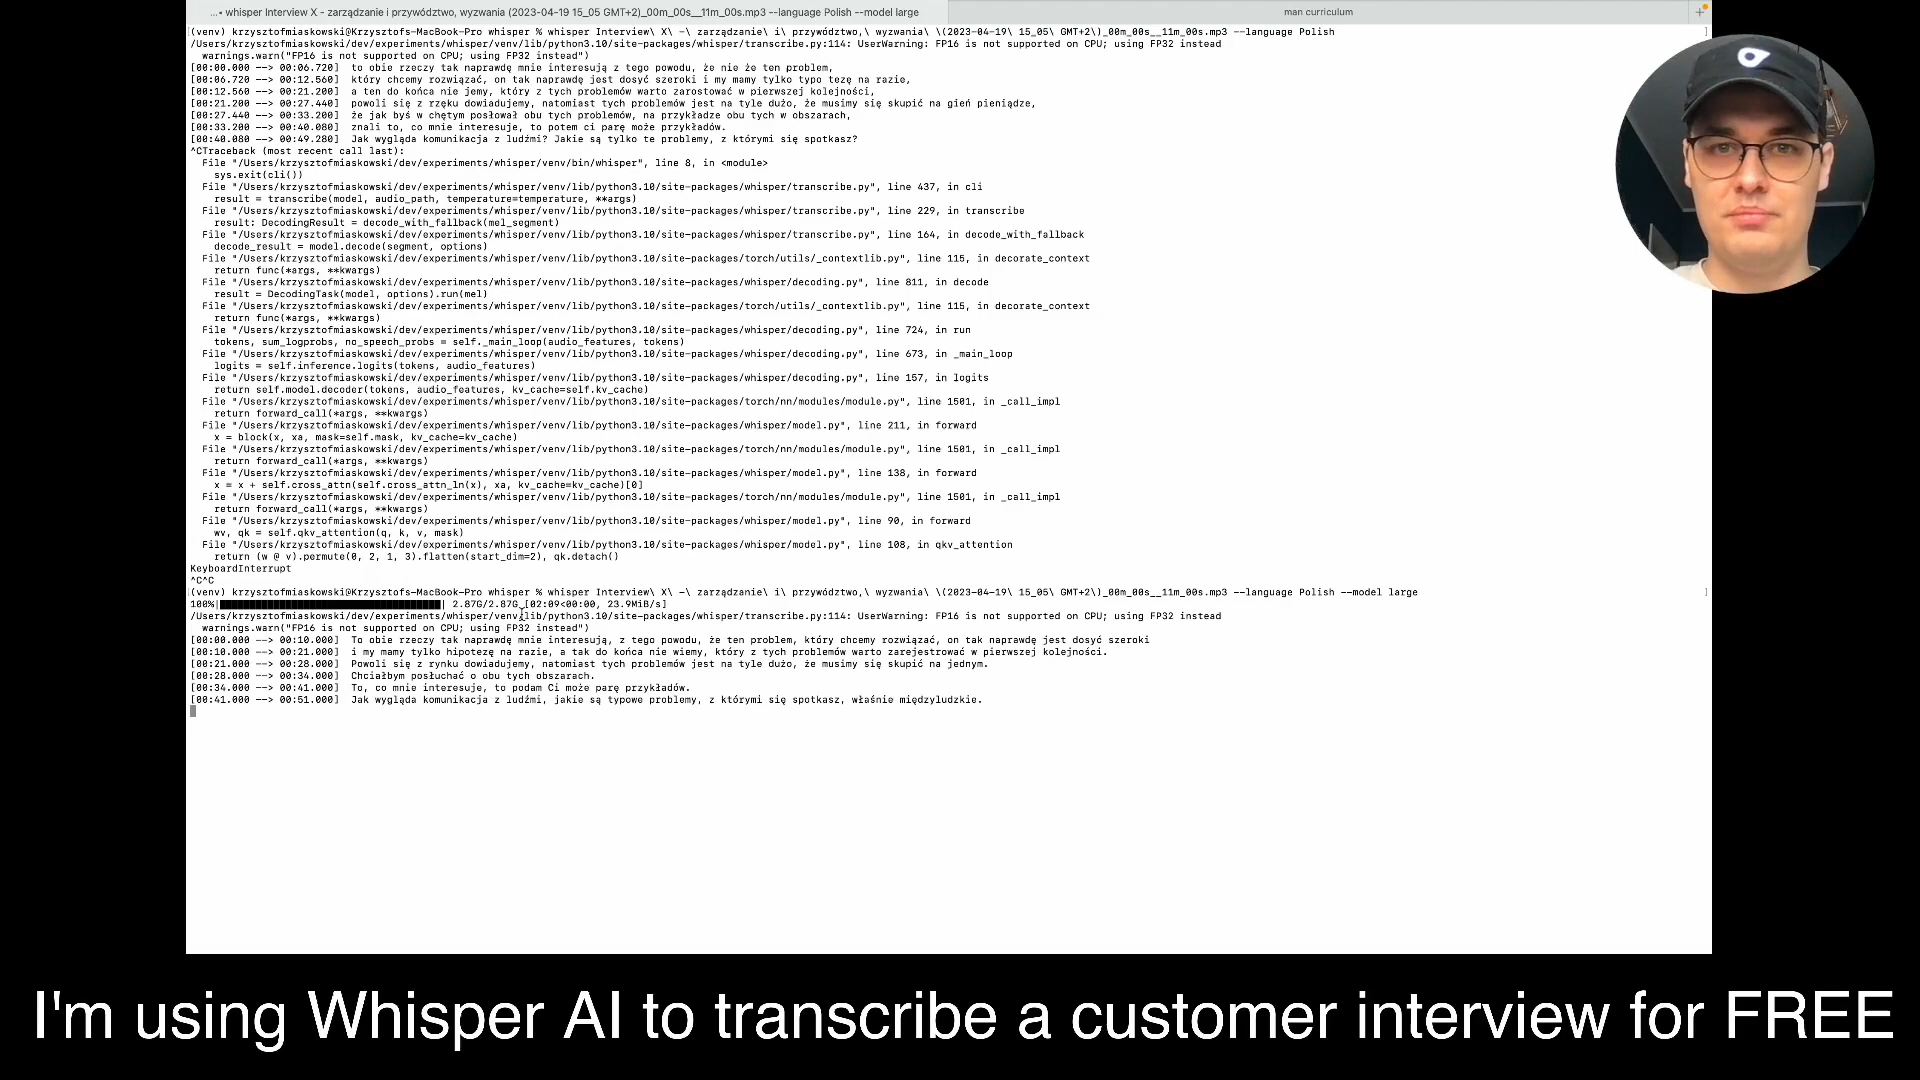 ...• whisper Interview X - zarządzanie i przywództwo, wyzwania (2023-04-19 15_05 GMT+2)_00m_00s__11m_00s.mp3 --language Polish --model large
man curriculum
+
(venv) krzysztofmiaskowski@Krzysztofs-MacBook-Pro whisper % whisper Interview\ X\ -\ zarządzanie\ i\ przywództwo,\ wyzwania\ \(2023-04-19\ 15_05\ GMT+2\)_00m_00s__11m_00s.mp3 --language Polish
/Users/krzysztofmiaskowski/dev/experiments/whisper/venv/lib/python3.10/site-packages/whisper/transcribe.py:114: UserWarning: FP16 is not supported on CPU; using FP32 instead
warnings.warn("FP16 is not supported on CPU; using FP32 instead")
[00:00.000 --> 00:06.720] to obie rzeczy tak naprawdę mnie interesują z tego powodu, że nie że ten problem,
[00:06.720 --> 00:12.560] który chcemy rozwiązać, on tak naprawdę jest dosyć szeroki i my mamy tylko typo tezę na razie,
[00:12.560 --> 00:21.200] a ten do końca nie jemy, który z tych problemów warto zarostować w pierwszej kolejności,
[00:21.200 --> 00:27.440] powoli się z rzęku dowiadujemy, natomiast tych problemów jest na tyle dużo, że musimy się skupić na gień pieniądze,
[00:27.440 --> 00:33.200] że jak byś w chętym posłował obu tych problemów, na przykładze obu tych w obszarach,
[00:33.200 --> 00:40.080] znali to, co mnie interesuje, to potem ci parę może przykładów.
[00:40.080 --> 00:49.280] Jak wygląda komunikacja z ludźmi? Jakie są tylko te problemy, z którymi się spotkasz?
^CTraceback (most recent call last):
File "/Users/krzysztofmiaskowski/dev/experiments/whisper/venv/bin/whisper", line 8, in <module>
sys.exit(cli())
File "/Users/krzysztofmiaskowski/dev/experiments/whisper/venv/lib/python3.10/site-packages/whisper/transcribe.py", line 437, in cli
result = transcribe(model, audio_path, temperature=temperature, **args)
File "/Users/krzysztofmiaskowski/dev/experiments/whisper/venv/lib/python3.10/site-packages/whisper/transcribe.py", line 229, in transcribe
result: DecodingResult = decode_with_fallback(mel_segment)
File "/Users/krzysztofmiaskowski/dev/experiments/whisper/venv/lib/python3.10/site-packages/whisper/transcribe.py", line 164, in decode_with_fallback
decode_result = model.decode(segment, options)
File "/Users/krzysztofmiaskowski/dev/experiments/whisper/venv/lib/python3.10/site-packages/torch/utils/_contextlib.py", line 115, in decorate_context
return func(*args, **kwargs)
File "/Users/krzysztofmiaskowski/dev/experiments/whisper/venv/lib/python3.10/site-packages/whisper/decoding.py", line 811, in decode
result = DecodingTask(model, options).run(mel)
File "/Users/krzysztofmiaskowski/dev/experiments/whisper/venv/lib/python3.10/site-packages/torch/utils/_contextlib.py", line 115, in decorate_context
return func(*args, **kwargs)
File "/Users/krzysztofmiaskowski/dev/experiments/whisper/venv/lib/python3.10/site-packages/whisper/decoding.py", line 724, in run
tokens, sum_logprobs, no_speech_probs = self._main_loop(audio_features, tokens)
File "/Users/krzysztofmiaskowski/dev/experiments/whisper/venv/lib/python3.10/site-packages/whisper/decoding.py", line 673, in _main_loop
logits = self.inference.logits(tokens, audio_features)
File "/Users/krzysztofmiaskowski/dev/experiments/whisper/venv/lib/python3.10/site-packages/whisper/decoding.py", line 157, in logits
return self.model.decoder(tokens, audio_features, kv_cache=self.kv_cache)
File "/Users/krzysztofmiaskowski/dev/experiments/whisper/venv/lib/python3.10/site-packages/torch/nn/modules/module.py", line 1501, in _call_impl
return forward_call(*args, **kwargs)
File "/Users/krzysztofmiaskowski/dev/experiments/whisper/venv/lib/python3.10/site-packages/whisper/model.py", line 211, in forward
x = block(x, xa, mask=self.mask, kv_cache=kv_cache)
File "/Users/krzysztofmiaskowski/dev/experiments/whisper/venv/lib/python3.10/site-packages/torch/nn/modules/module.py", line 1501, in _call_impl
return forward_call(*args, **kwargs)
File "/Users/krzysztofmiaskowski/dev/experiments/whisper/venv/lib/python3.10/site-packages/whisper/model.py", line 138, in forward
x = x + self.cross_attn(self.cross_attn_ln(x), xa, kv_cache=kv_cache)[0]
File "/Users/krzysztofmiaskowski/dev/experiments/whisper/venv/lib/python3.10/site-packages/torch/nn/modules/module.py", line 1501, in _call_impl
return forward_call(*args, **kwargs)
File "/Users/krzysztofmiaskowski/dev/experiments/whisper/venv/lib/python3.10/site-packages/whisper/model.py", line 90, in forward
wv, qk = self.qkv_attention(q, k, v, mask)
File "/Users/krzysztofmiaskowski/dev/experiments/whisper/venv/lib/python3.10/site-packages/whisper/model.py", line 108, in qkv_attention
return (w @ v).permute(0, 2, 1, 3).flatten(start_dim=2), qk.detach()
KeyboardInterrupt
^C^C
(venv) krzysztofmiaskowski@Krzysztofs-MacBook-Pro whisper % whisper Interview\ X\ -\ zarządzanie\ i\ przywództwo,\ wyzwania\ \(2023-04-19\ 15_05\ GMT+2\)_00m_00s__11m_00s.mp3 --language Polish --model large
100%| | 2.87G/2.87G [02:09<00:00, 23.9MiB/s]
/Users/krzysztofmiaskowski/dev/experiments/whisper/venv/lib/python3.10/site-packages/whisper/transcribe.py:114: UserWarning: FP16 is not supported on CPU; using FP32 instead
warnings.warn("FP16 is not supported on CPU; using FP32 instead")
[00:00.000 --> 00:10.000] To obie rzeczy tak naprawdę mnie interesują, z tego powodu, że ten problem, który chcemy rozwiązać, on tak naprawdę jest dosyć szeroki
[00:10.000 --> 00:21.000] i my mamy tylko hipotezę na razie, a tak do końca nie wiemy, który z tych problemów warto zarejestrować w pierwszej kolejności.
[00:21.000 --> 00:28.000] Powoli się z rynku dowiadujemy, natomiast tych problemów jest na tyle dużo, że musimy się skupić na jednym.
[00:28.000 --> 00:34.000] Chciałbym posłuchać o obu tych obszarach.
[00:34.000 --> 00:41.000] To, co mnie interesuje, to podam Ci może parę przykładów.
[00:41.000 --> 00:51.000] Jak wygląda komunikacja z ludźmi, jakie są typowe problemy, z którymi się spotkasz, właśnie międzyludzkie.
I'm using Whisper AI to transcribe a customer interview for FREE